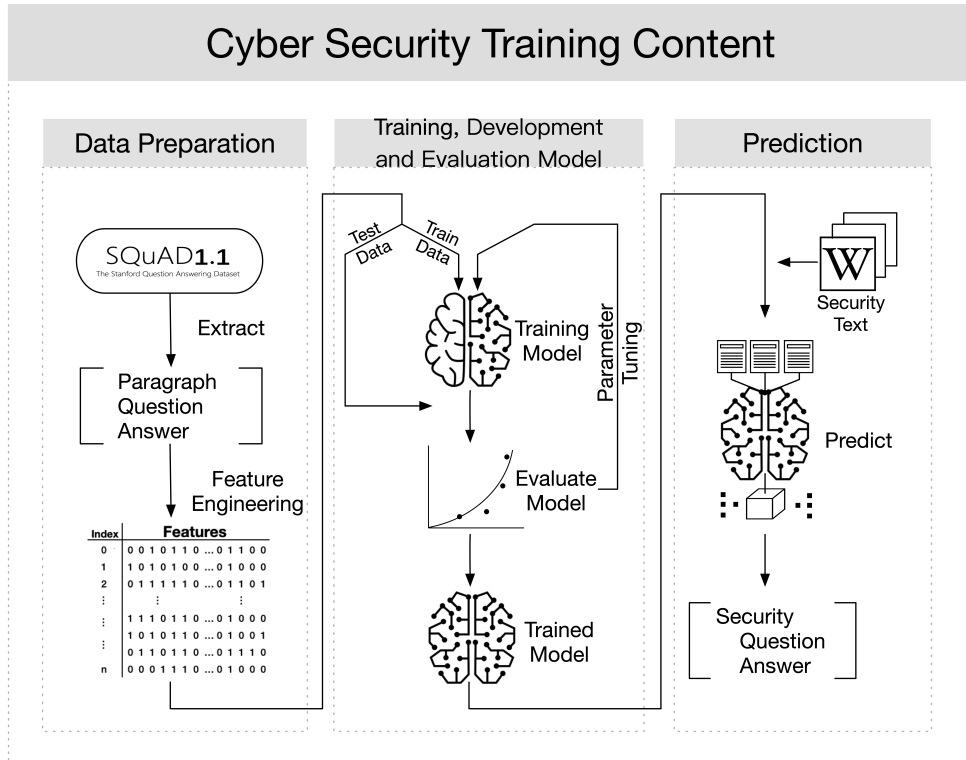 Cyber Security Training Content
Data Preparation
SQuAD1.1
The Stanford Question Answering Dataset
Extract
Paragraph
Question
Answer
Feature
Engineering
Index Features
0 0 0 1 0 1 1 0 ... 0 1 1 0 0
1 1 0 1 0 1 0 0 ... 0 1 0 0 0
2 0 1 1 1 1 1 0 ... 0 1 1 0 1
⋮ ⋮ ⋮
⋮ 1 1 1 0 1 1 0 ... 0 1 0 0 0
1 0 1 0 1 1 0 ... 0 1 0 0 1
⋮ 0 1 1 0 1 1 0 ... 0 1 1 1 0
n 0 0 0 1 1 1 0 ... 0 1 0 0 0
Training, Development
and Evaluation Model
Test
Data
Train
Data
Training
Model
Parameter
Tuning
Evaluate
Model
Trained
Model
Prediction
W
Security
Text
Predict
Security
Question
Answer